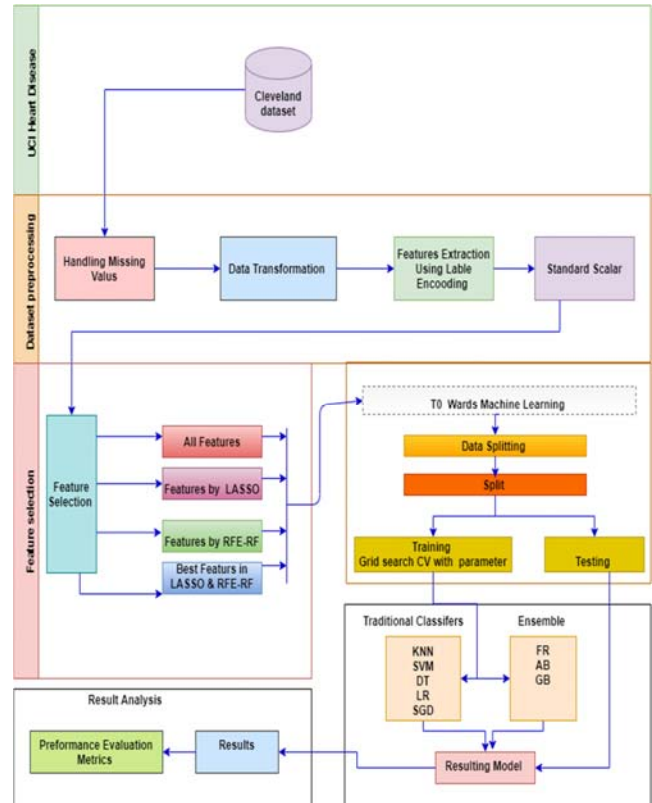 UCI Heart Disease
Cleveland
dataset
Dataset preprocessing
Handling Missing
Valus
Data Transformation
Features Extraction
Using Lable
Encooding
Standard Scalar
Feature selection
Feature
Selection
All Features
Features by LASSO
Features by RFE-RF
Best Featurs in
LASSO & RFE-RF
T0 Wards Machine Learning
Data Splitting
Split
Training
Grid search CV with parameter
Testing
Traditional Classifers
KNN
SVM
DT
LR
SGD
Ensemble
FR
AB
GB
Resulting Model
Result Analysis
Results
Preformance Evaluation
Metrics